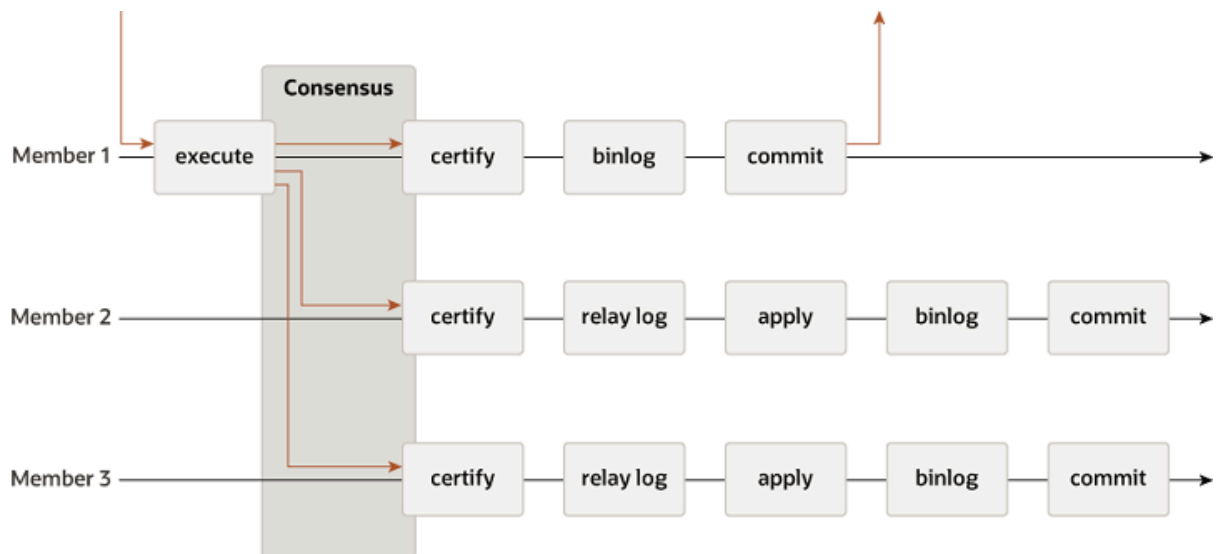 Consensus
Member 1 execute certify binlog commit
Member 2 certify relay log apply binlog commit
Member 3 certify relay log apply binlog commit